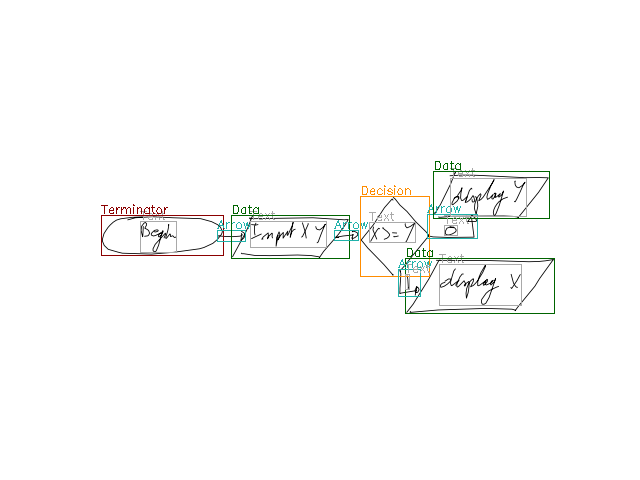 Terminator
Begin
Arrow
Data
Text
Input X Y
Arrow
Decision
Text
X>=Y
Data
Text
display Y
Arrow
Text
0
Data
Text
display X
Arrow
Text
1